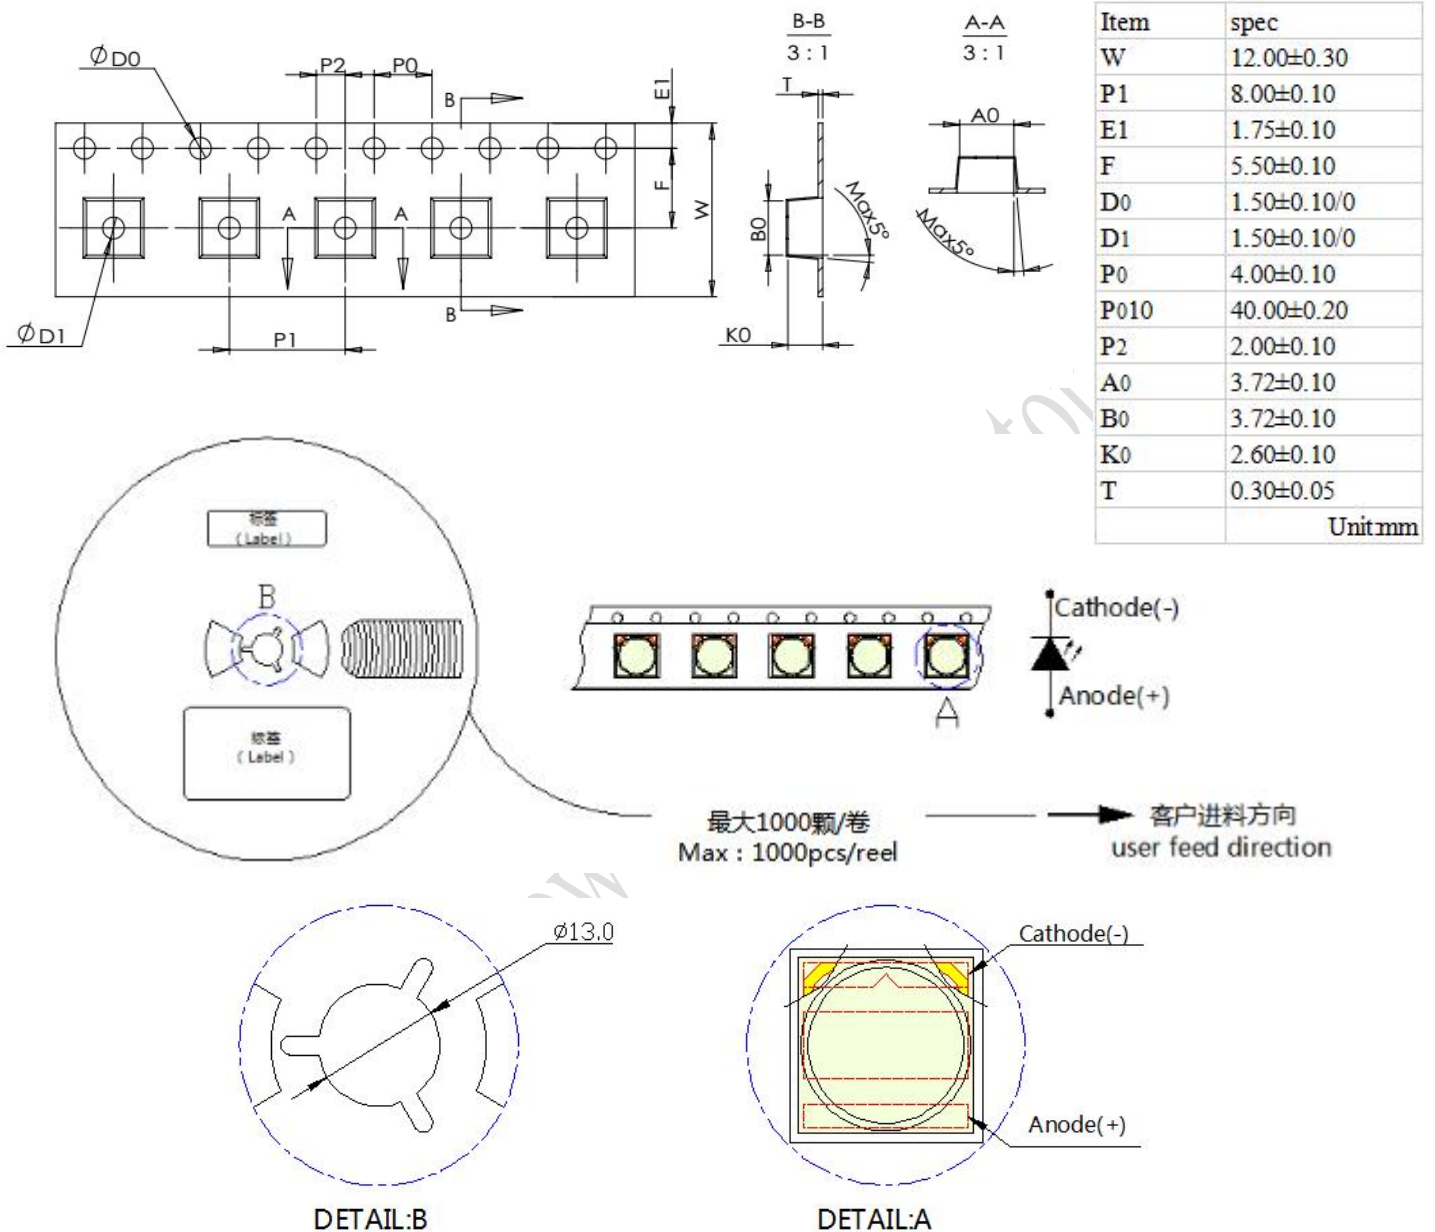 ØD0
P2
P0
B
E1
F
W
A
A
B
ØD1
P1
B-B
3 : 1
T
B0
Max5°
K0
A-A
3 : 1
A0
Max5°
Item spec
W 12.00±0.30
P1 8.00±0.10
E1 1.75±0.10
F 5.50±0.10
D0 1.50±0.10/0
D1 1.50±0.10/0
P0 4.00±0.10
P010 40.00±0.20
P2 2.00±0.10
A0 3.72±0.10
B0 3.72±0.10
K0 2.60±0.10
T 0.30±0.05
Unit:mm
标签
( Label )
B
标签
( Label )
A
Cathode(-)
Anode(+)
最大1000颗/卷
Max : 1000pcs/reel
客户进料方向
user feed direction
ø13.0
DETAIL:B
Cathode(-)
Anode(+)
DETAIL:A